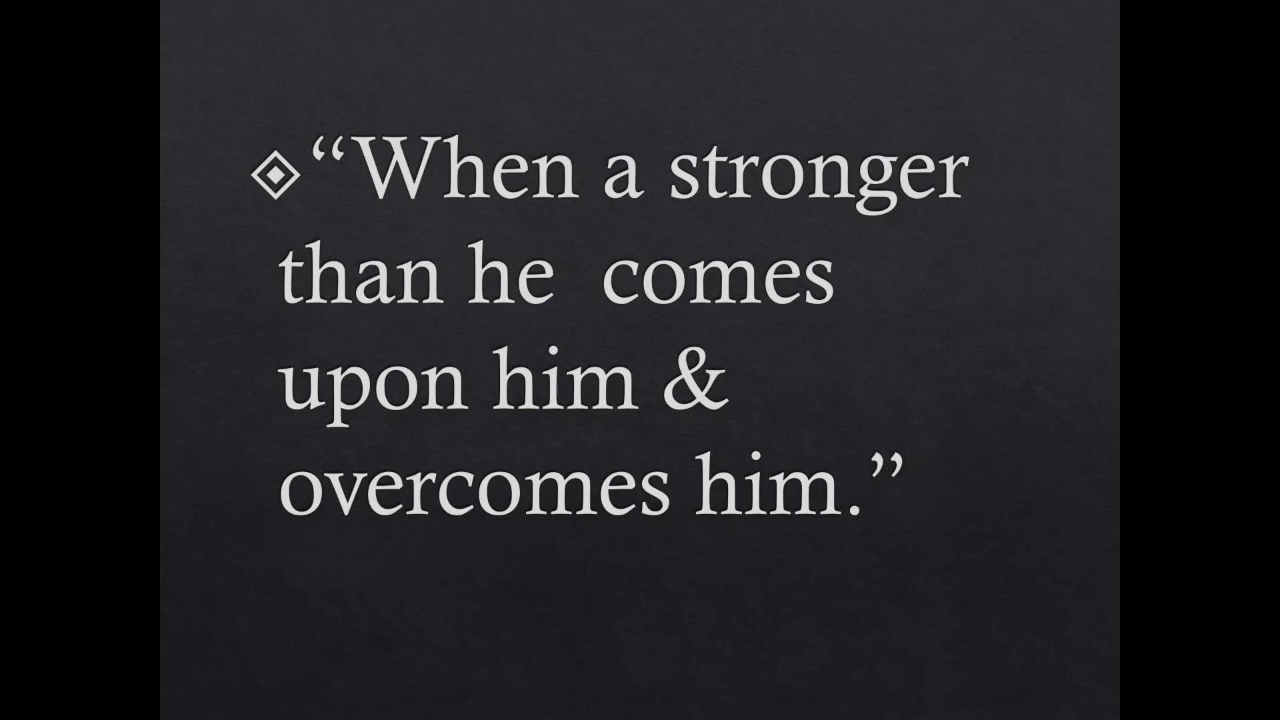 “When a stronger
than he  comes
upon him &
overcomes him.”